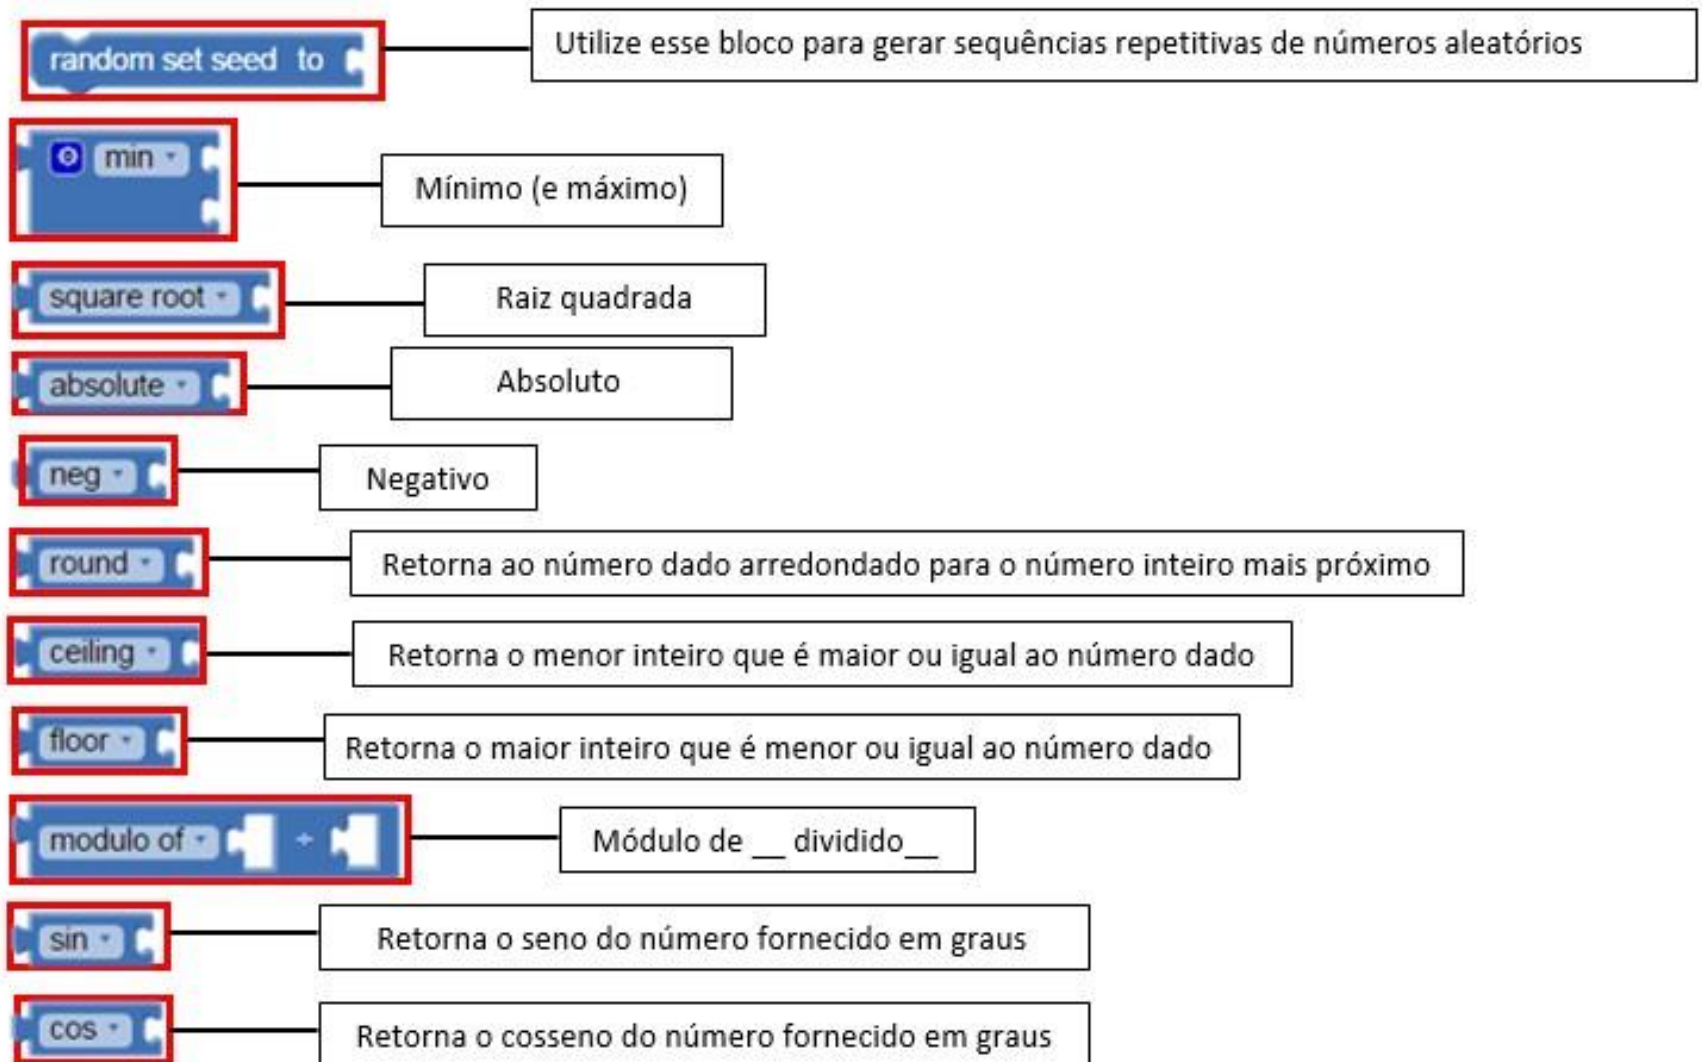 random set seed to
Utilize esse bloco para gerar sequências repetitivas de números aleatórios
min
Mínimo (e máximo)
square root
Raiz quadrada
absolute
Absoluto
neg
Negativo
round
Retorna ao número dado arredondado para o número inteiro mais próximo
ceiling
Retorna o menor inteiro que é maior ou igual ao número dado
floor
Retorna o maior inteiro que é menor ou igual ao número dado
modulo of ÷
Módulo de __ dividido__
sin
Retorna o seno do número fornecido em graus
cos
Retorna o cosseno do número fornecido em graus